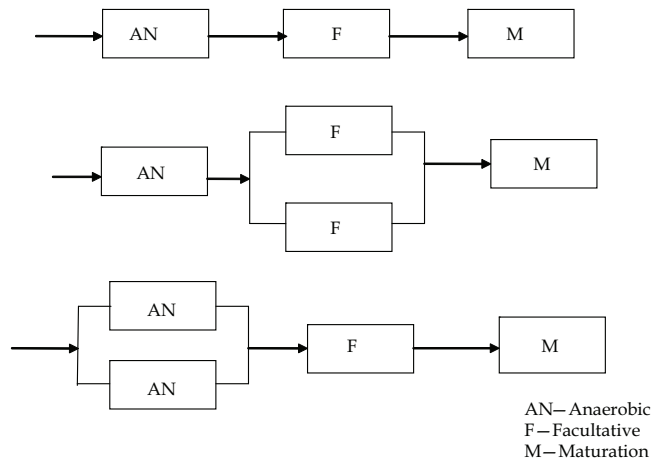 AN F M
F
AN M
F
AN
F M
AN
AN—Anaerobic
F—Facultative
M—Maturation